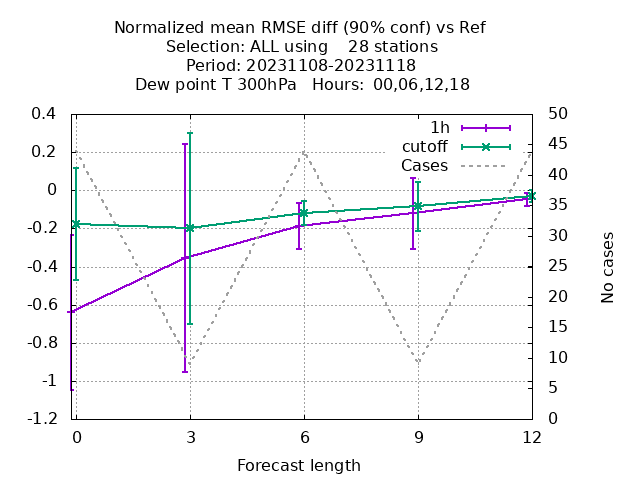 Normalized mean RMSE diff (90% conf) vs Ref
Selection: ALL using    28 stations
Period: 20231108-20231118
Dew point T 300hPa   Hours: 00,06,12,18
1h
cutoff
Cases
0.4
0.2
0
-0.2
-0.4
-0.6
-0.8
-1
-1.2
50
45
40
35
30
25
20
15
10
5
0
No cases
0 3 6 9 12
Forecast length